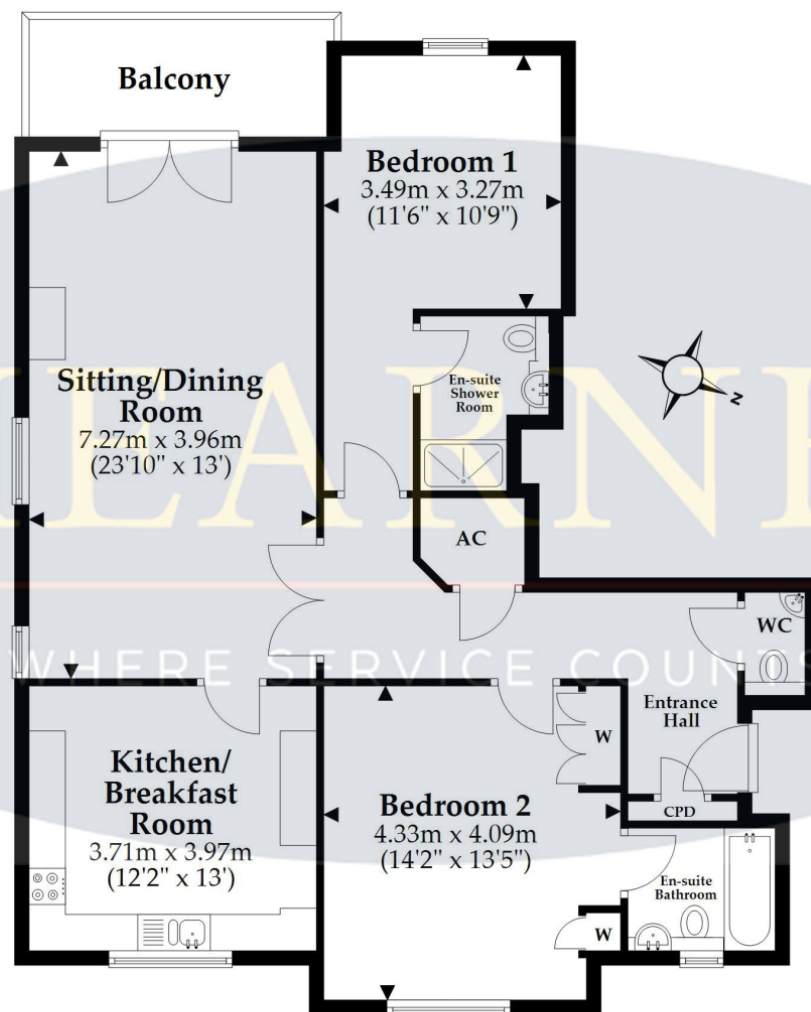 Balcony
Bedroom 1
3.49m x 3.27m
(11'6" x 10'9")
Sitting/Dining
Room
7.27m x 3.96m
(23'10" x 13')
En-suite
Shower
Room
N
HEARNE
AC
WC
WHERE SERVICE COUNTS
Entrance
Hall
W
Kitchen/
Breakfast
Room
3.71m x 3.97m
(12'2" x 13')
Bedroom 2
4.33m x 4.09m
(14'2" x 13'5")
CPD
En-suite
Bathroom
W